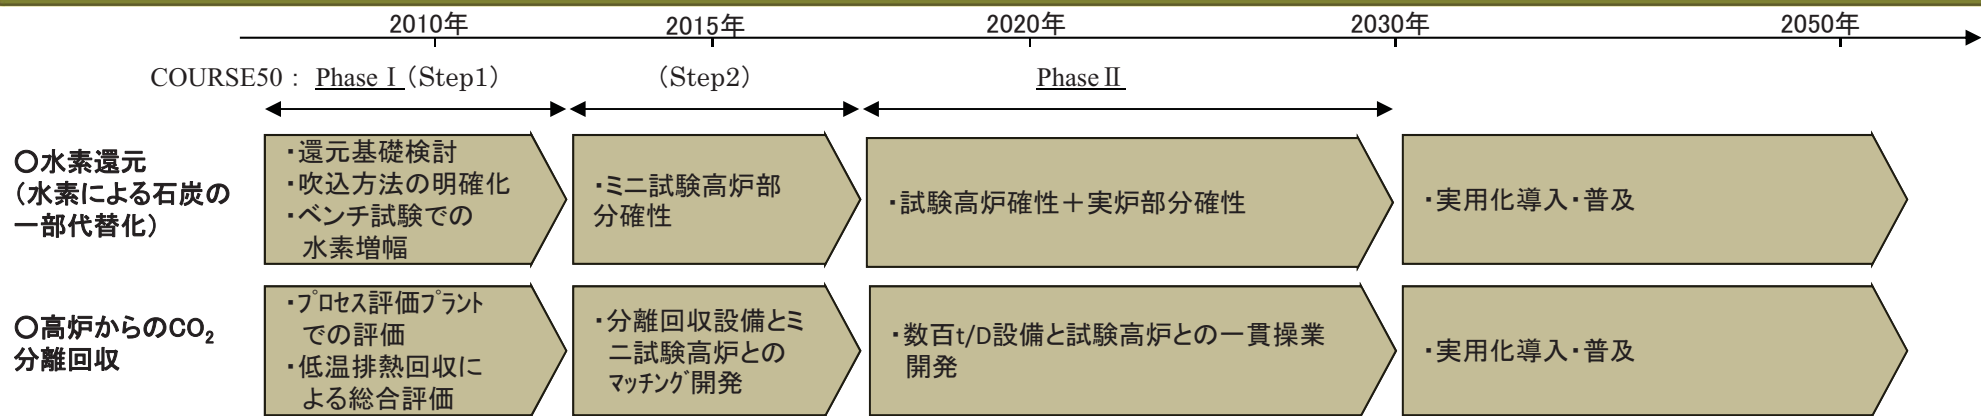 2010年 2015年 2020年 2030年 2050年
COURSE50： PhaseⅠ（Step1） （Step2） PhaseⅡ
〇水素還元
（水素による石炭の
一部代替化）
・還元基礎検討
・吹込方法の明確化
・ベンチ試験での
水素増幅
・ミニ試験高炉部
分確性
・試験高炉確性＋実炉部分確性
・実用化導入・普及
〇高炉からのCO₂
分離回収
・プロセス評価プラント
での評価
・低温排熱回収に
よる総合評価
・分離回収設備とミ
ニ試験高炉との
マッチング開発
・数百t/D設備と試験高炉との一貫操業
開発
・実用化導入・普及